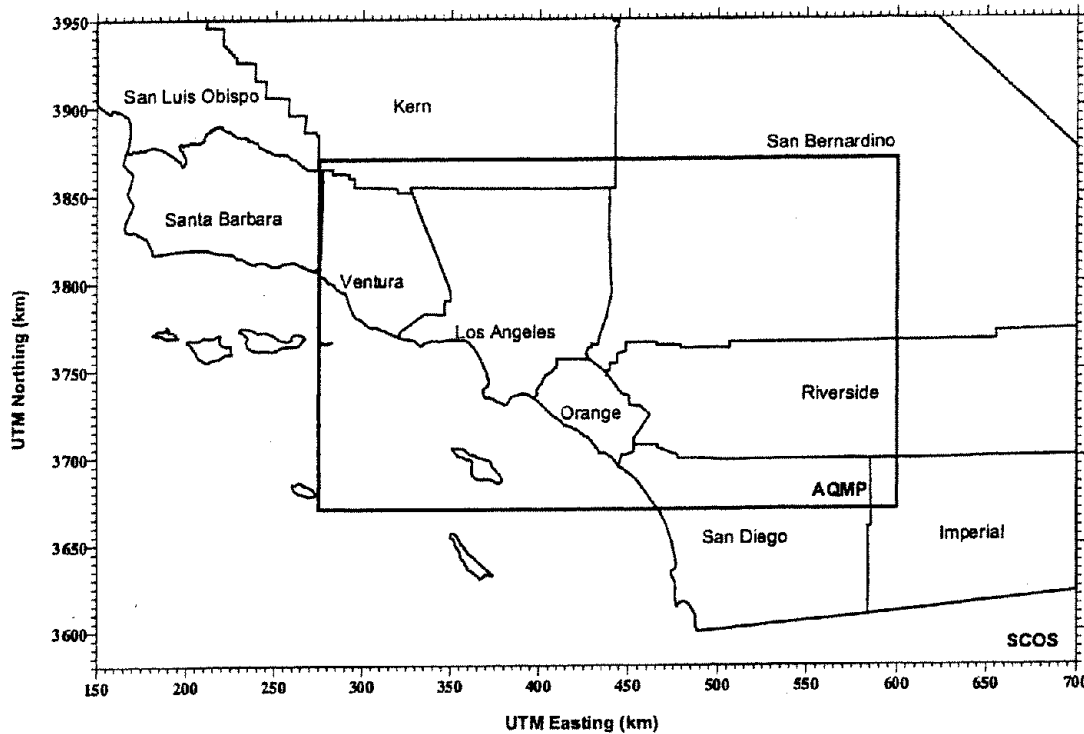 3950
San Luis Obispo
Kern
3900
San Bernardino
3850
Santa Barbara
Ventura
3800
Los Angeles
3750
Riverside
Orange
3700
AQMP
San Diego
Imperial
3650
3600
SCOS
UTM Northing (km)
150 200 250 300 350 400 450 500 550 600 650 700
UTM Easting (km)